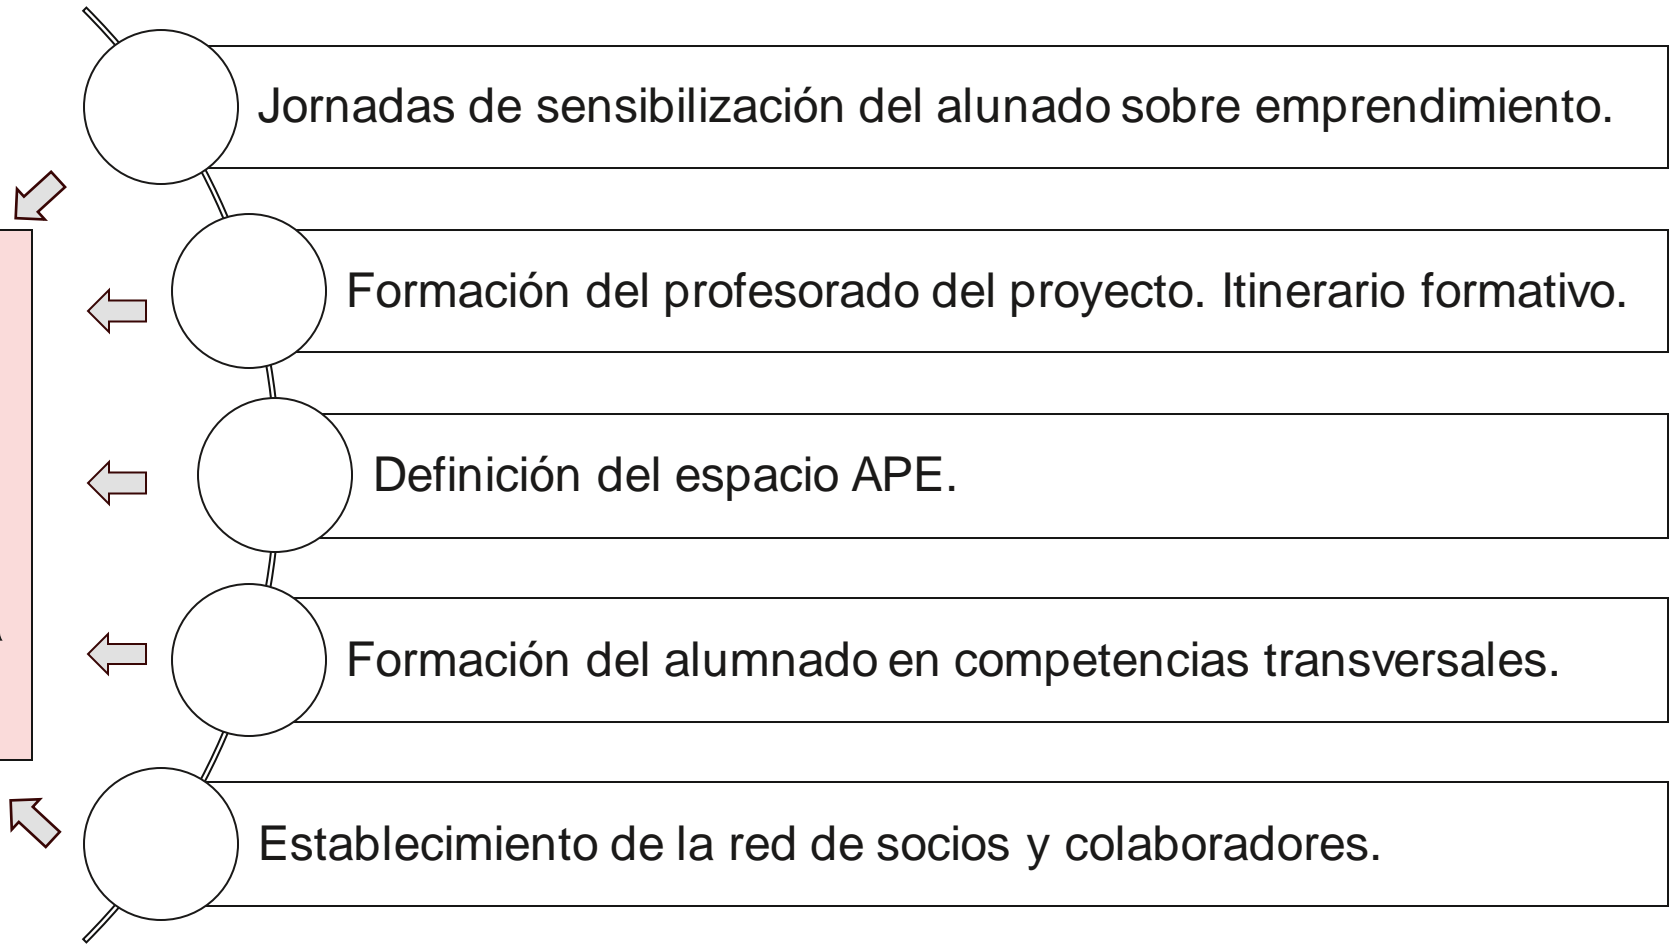 Jornadas de sensibilización del alunado sobre emprendimiento.
Formación del profesorado del proyecto. Itinerario formativo.
Definición del espacio APE.
Formación del alumnado en competencias transversales.
Establecimiento de la red de socios y colaboradores.